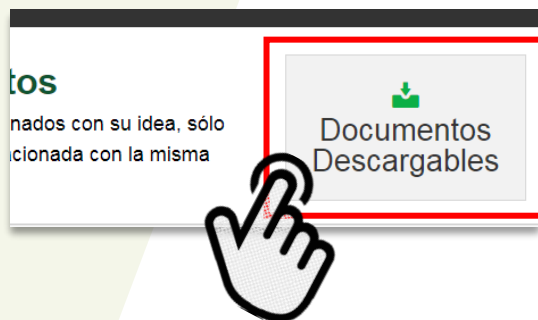 tos
nados con su idea, sólo
cionada con la misma
Documentos
Descargables